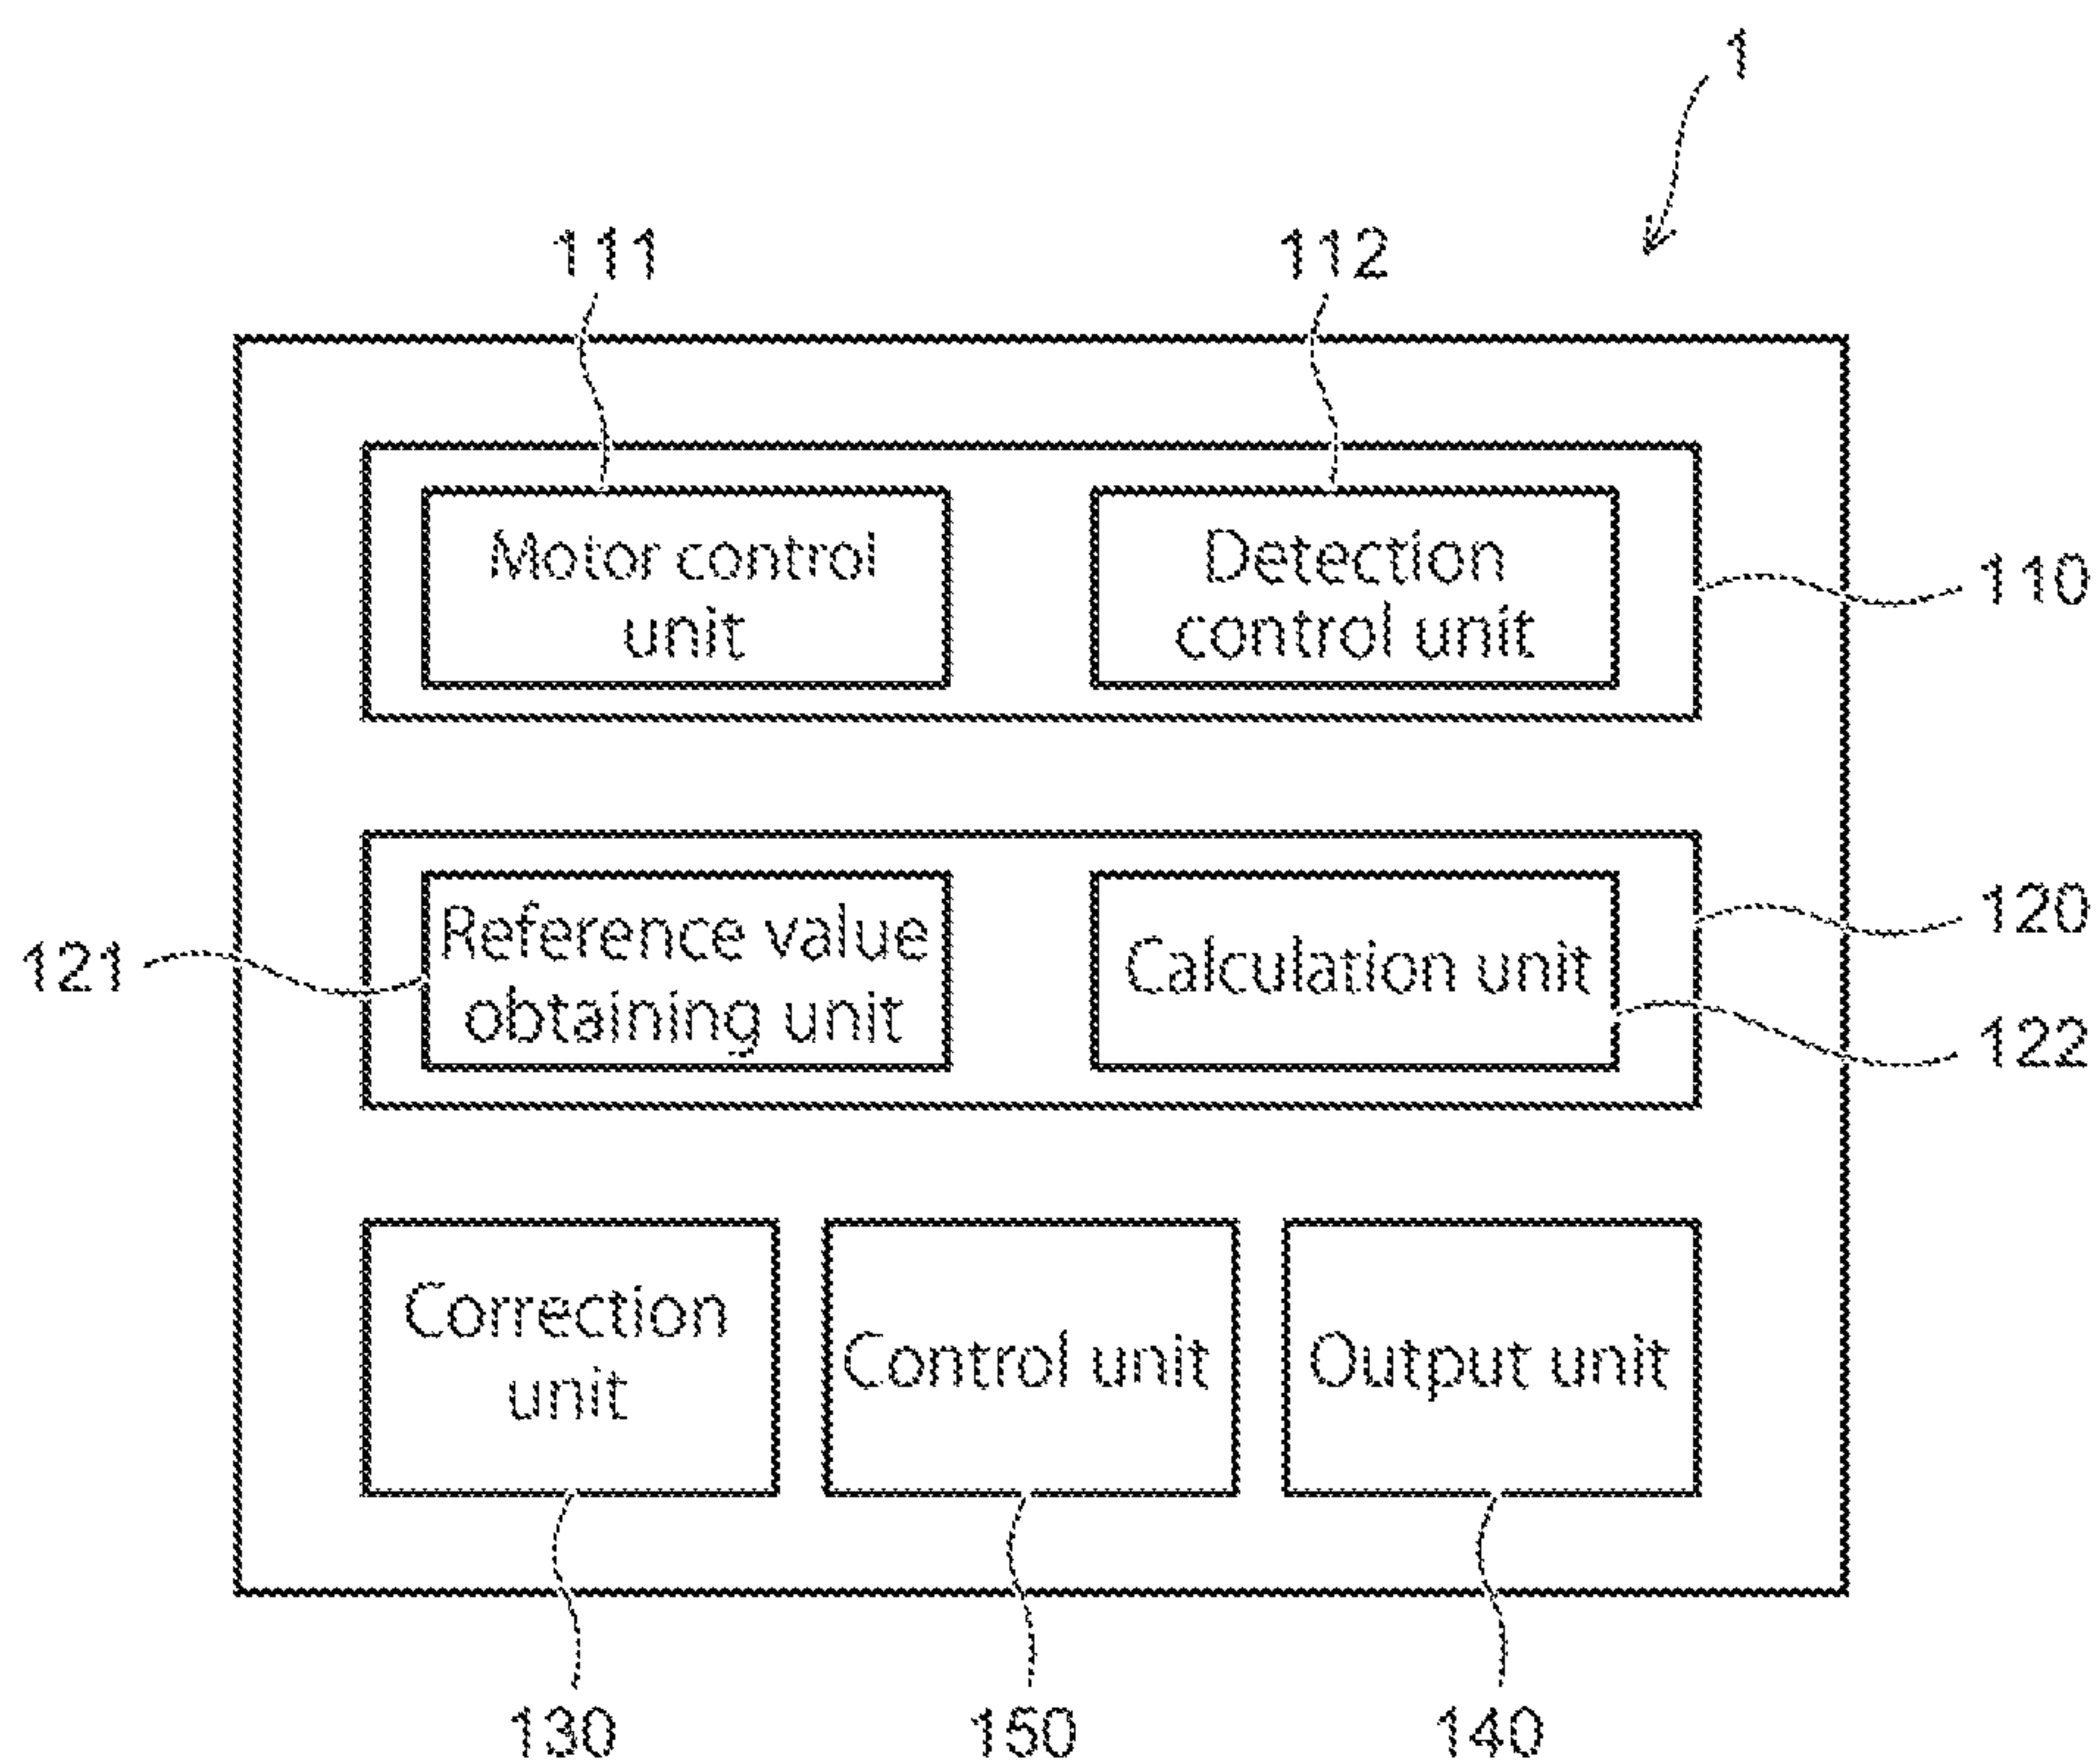 1
111
112
Motor control
unit
Detection
control unit
110
Reference value
obtaining unit
121
Calculation unit
120
122
Correction
unit
Control unit
Output unit
130
150
140